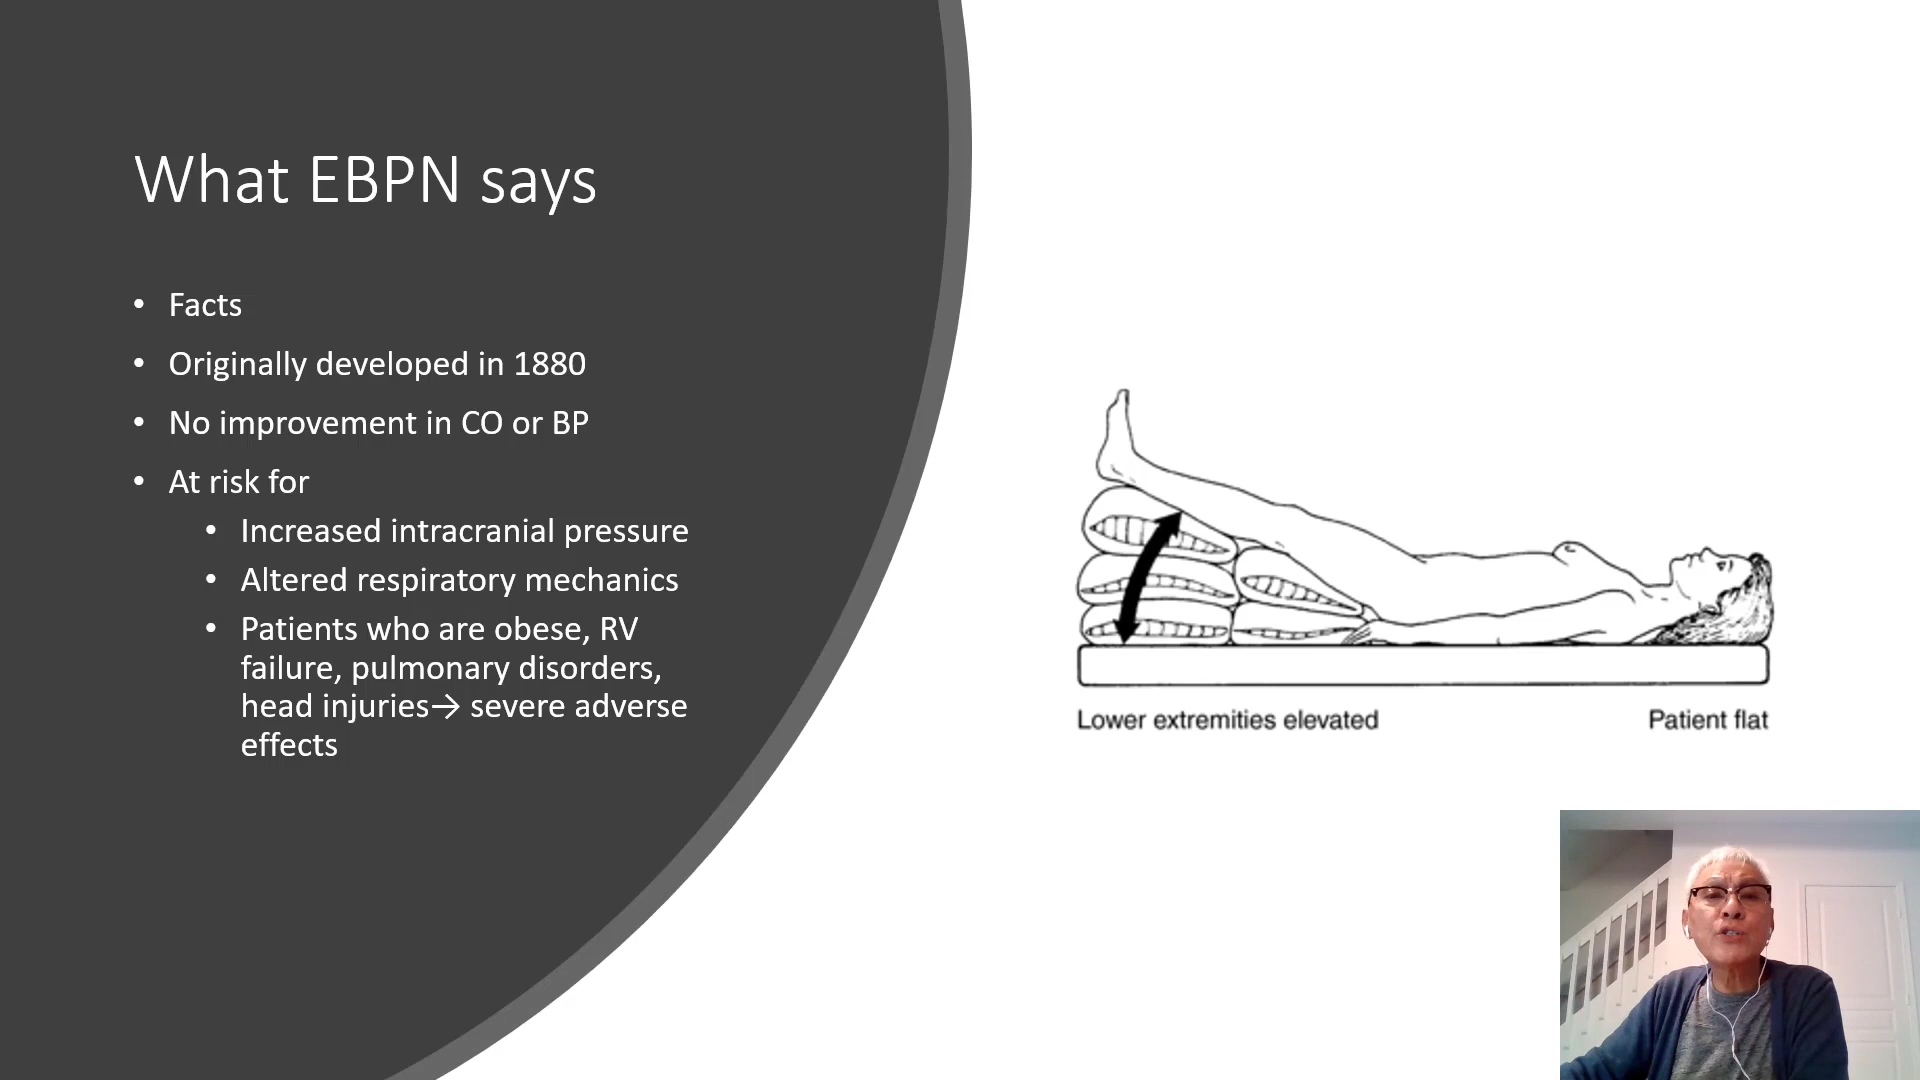 What EBPN says
• Facts
• Originally developed in 1880
• No improvement in CO or BP
• At risk for
• Increased intracranial pressure
• Altered respiratory mechanics
• Patients who are obese, RV
failure, pulmonary disorders,
head injuries→ severe adverse
effects
Lower extremities elevated
Patient flat